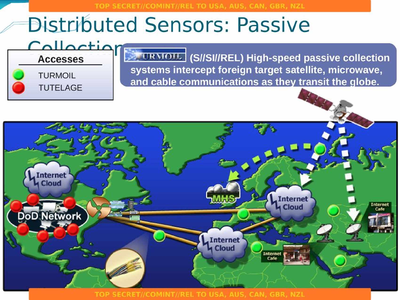 TOP SECRET//COMINT//REL TO USA, AUS, CAN, GBR, NZL
Distributed Sensors: Passive
Collection
Accesses
TURMOIL
TUTELAGE
TURMOIL (S//SI//REL) High-speed passive collection
systems intercept foreign target satellite, microwave,
and cable communications as they transit the globe.
Internet
Cloud
DoD Network
MHS
Internet
Cloud
Internet
Cafe
Internet
Cloud
Internet
Cafe
TOP SECRET//COMINT//REL TO USA, AUS, CAN, GBR, NZL